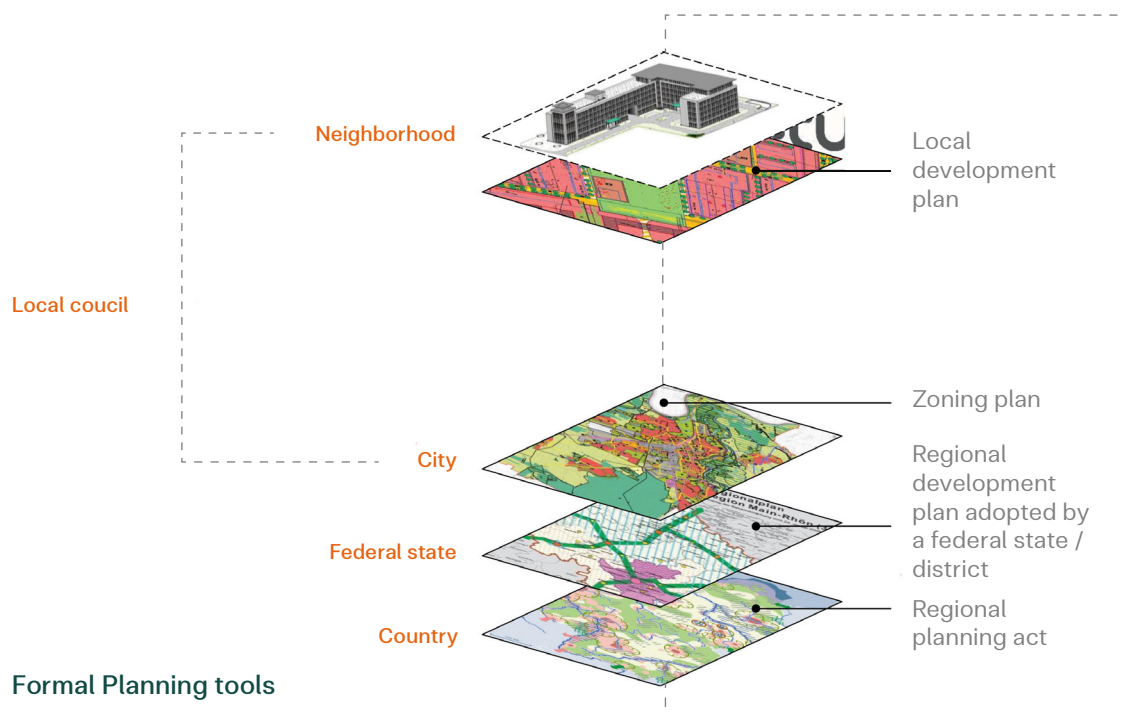 Neighborhood
Local
development
plan
Local coucil
Zoning plan
City
Regional
development
plan adopted by
a federal state /
district
Federal state
Regional
planning act
Country
Formal Planning tools